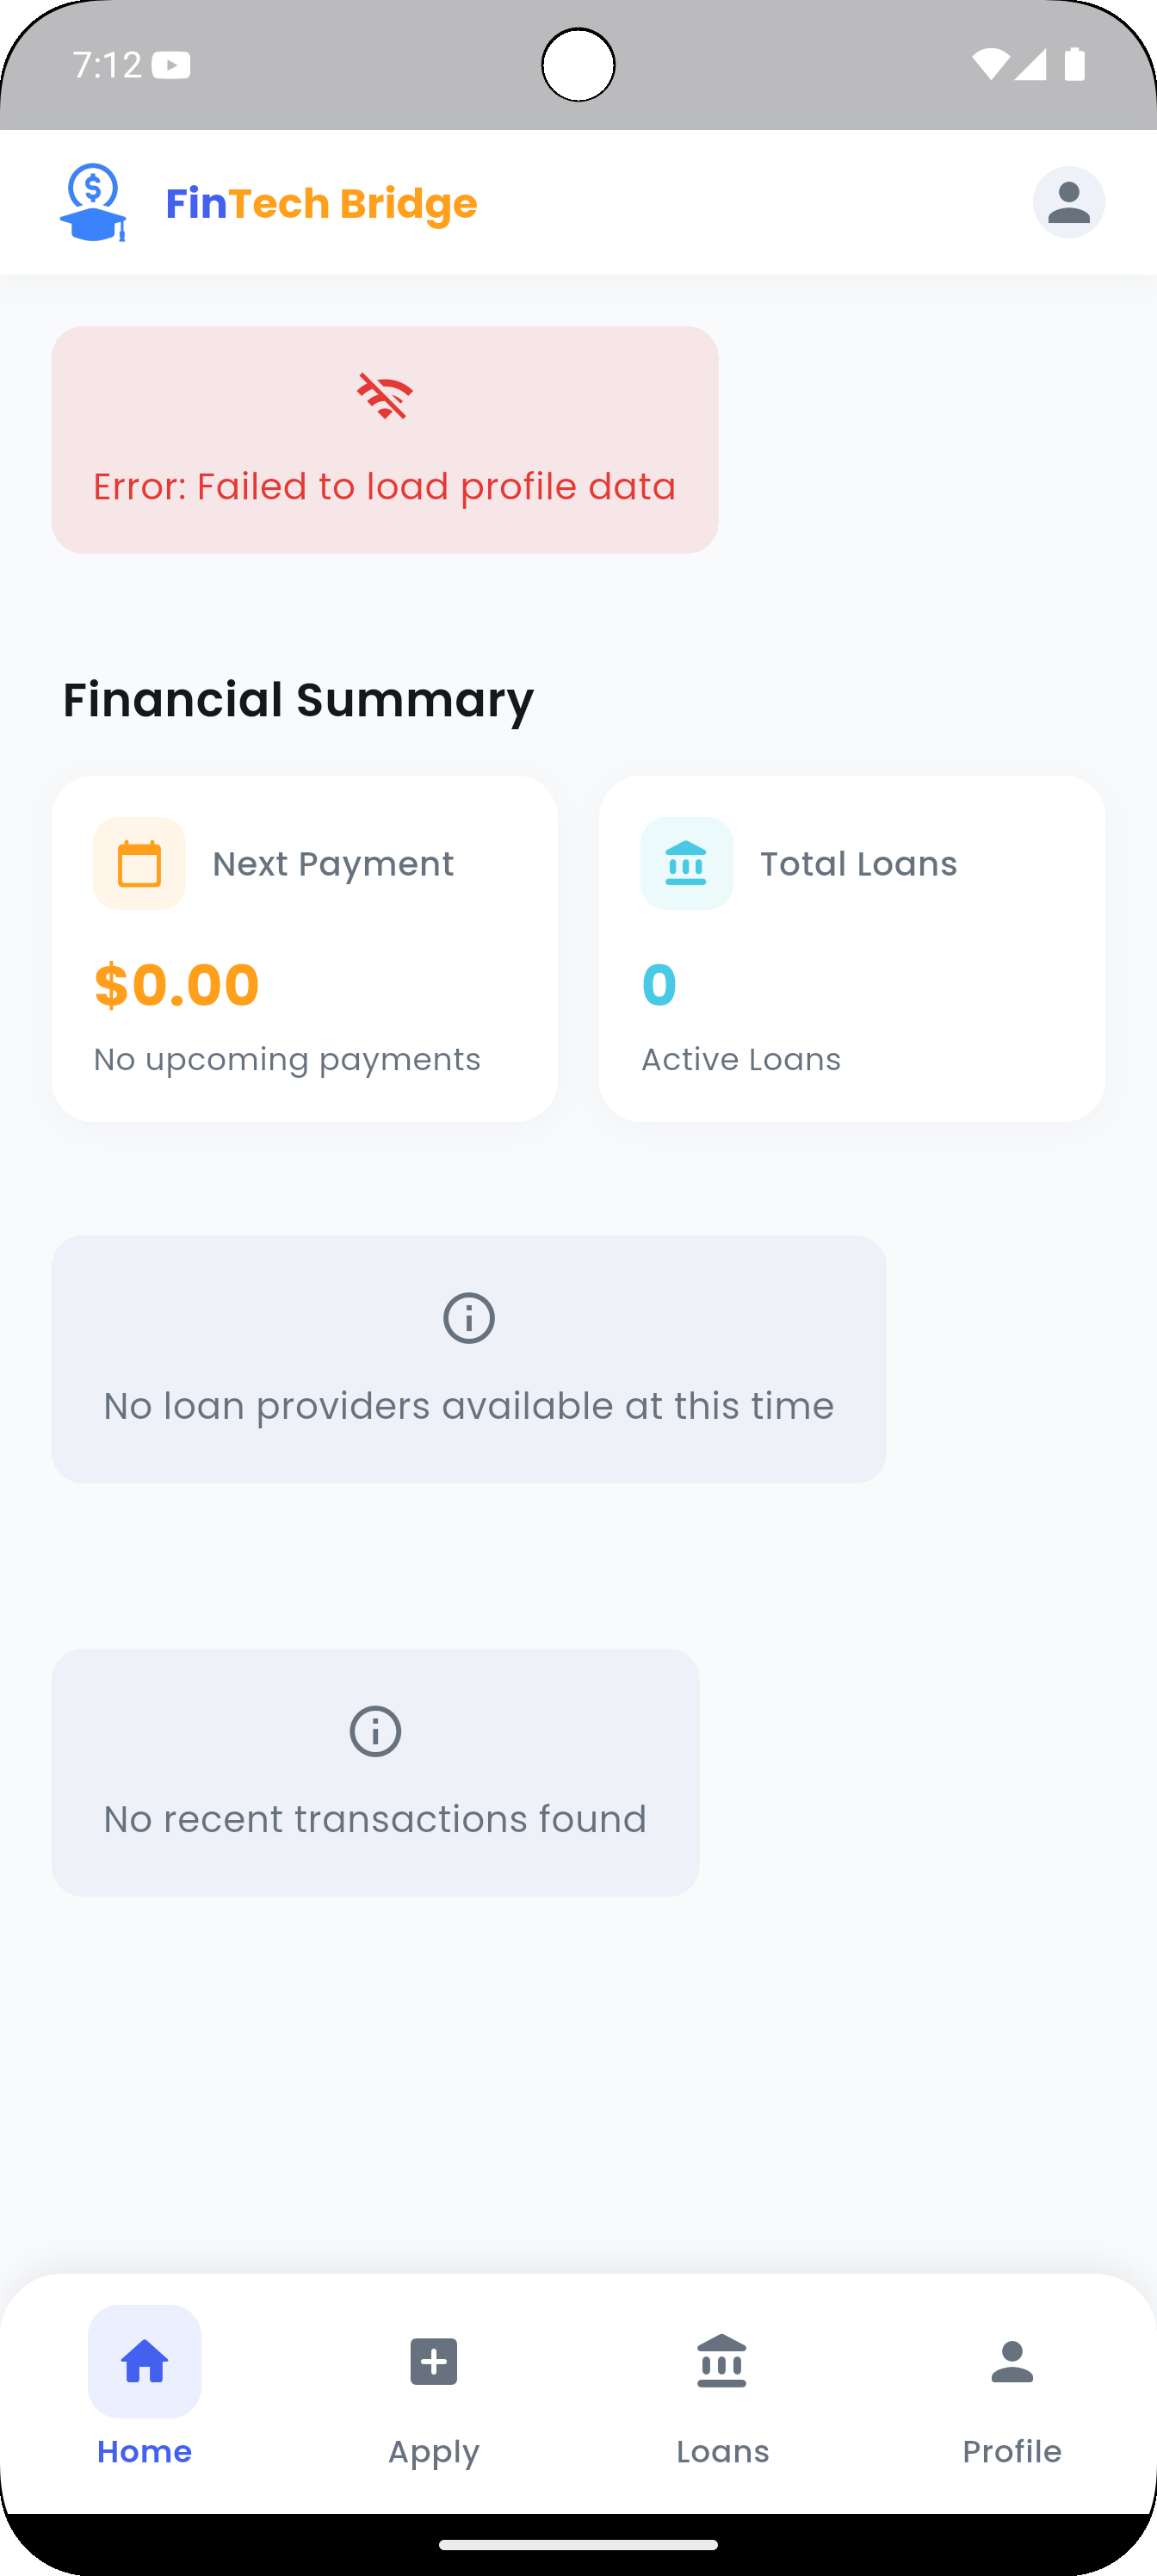 7:12
FinTech Bridge
Error: Failed to load profile data
Financial Summary
Next Payment
$0.00
No upcoming payments
Total Loans
0
Active Loans
No loan providers available at this time
No recent transactions found
Home
Apply
Loans
Profile